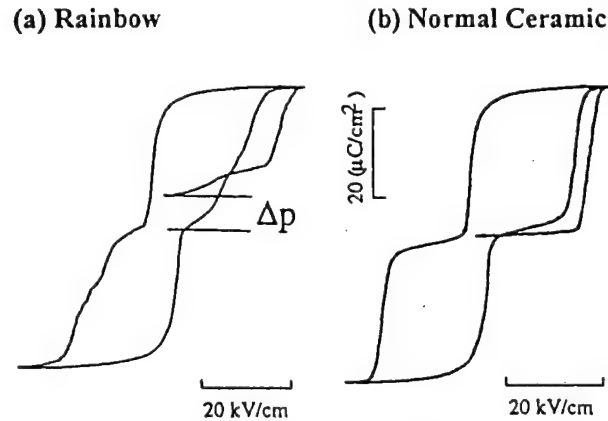 (a) Rainbow
(b) Normal Ceramic
20 (μC/cm²)
Δp
20 kV/cm
20 kV/cm